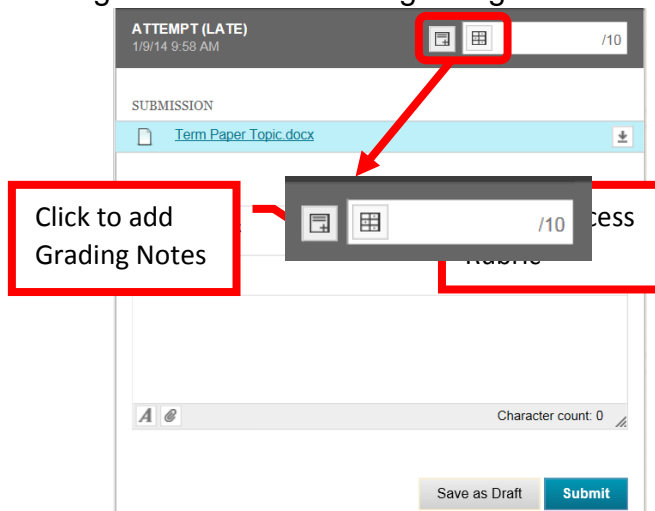 ATTEMPT (LATE)
1/9/14 9:58 AM
/10
SUBMISSION
Term Paper Topic.docx
Click to add
Grading Notes
/10
cess
Rubric
A
Character count: 0
Save as Draft
Submit